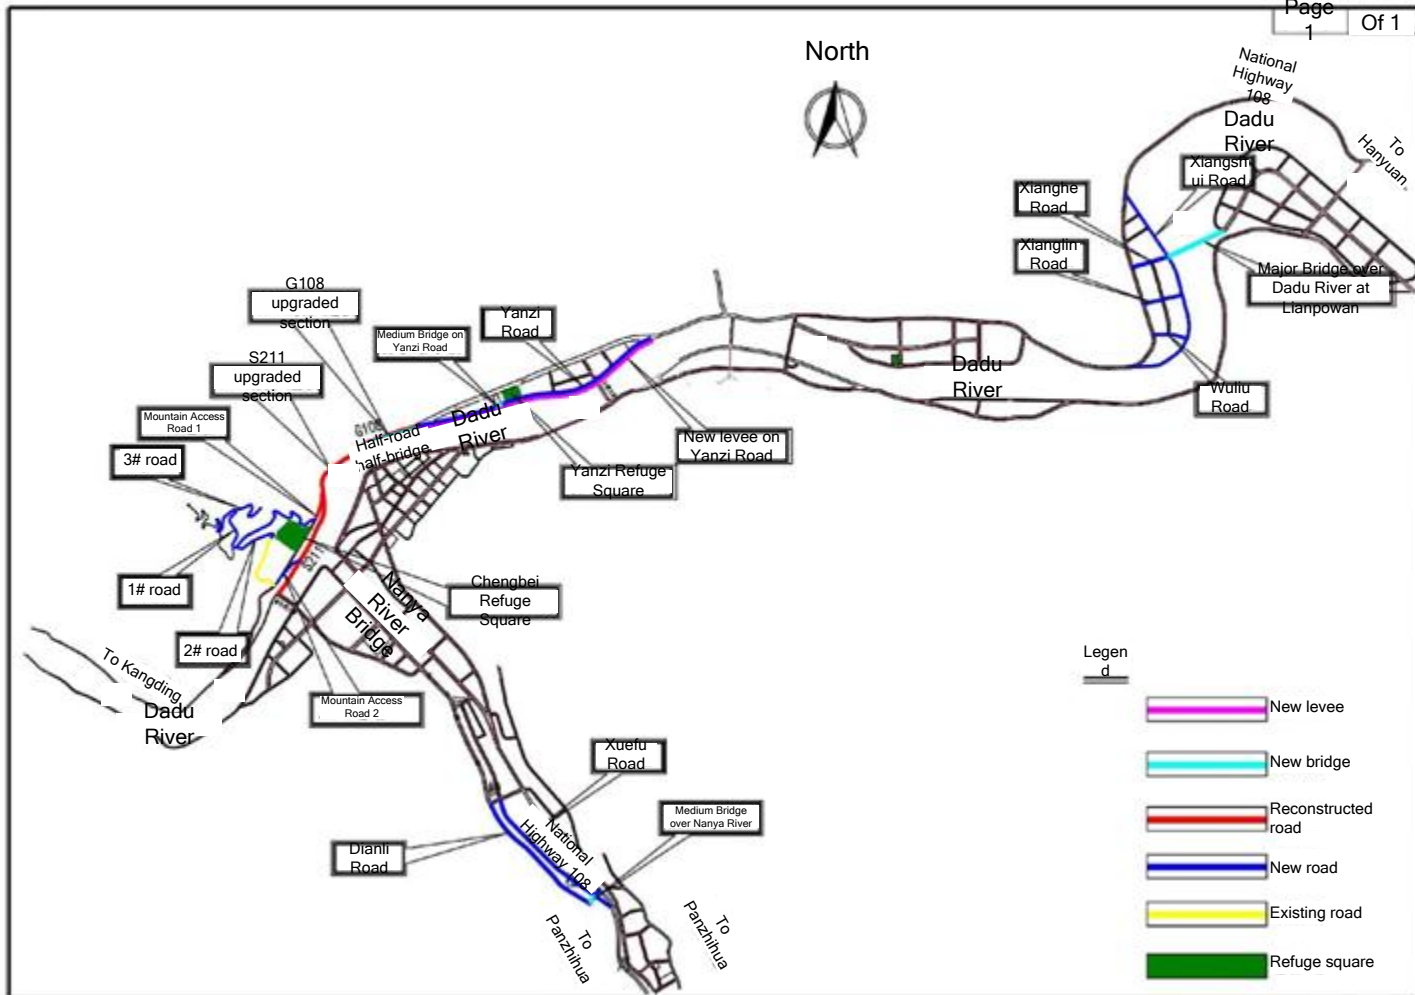 Page
1
Of 1
North
National
Highway
108
Dadu
River
To
Hanyuan
Xiangsh
ui Road
Xianghe
Road
Xianglin
Road
Major Bridge over
Dadu River at
Lianpowan
G108
upgraded
section
Yanzi
Road
Medium Bridge on
Yanzi Road
S211
upgraded
section
Dadu
River
Wuliu
Road
Mountain Access
Road 1
G108
Half-road
half-bridge
Dadu
River
New levee on
Yanzi Road
3# road
Yanzi Refuge
Square
S211
1# road
Nanya
River
Bridge
Chengbei
Refuge
Square
2# road
To Kangding
Dadu
River
Mountain Access
Road 2
Legen
d
New levee
Xuefu
Road
New bridge
Medium Bridge
over Nanya River
Reconstructed
road
National
Highway 108
Dianli
Road
New road
To
Panzhihua
To
Panzhihua
Existing road
Refuge square